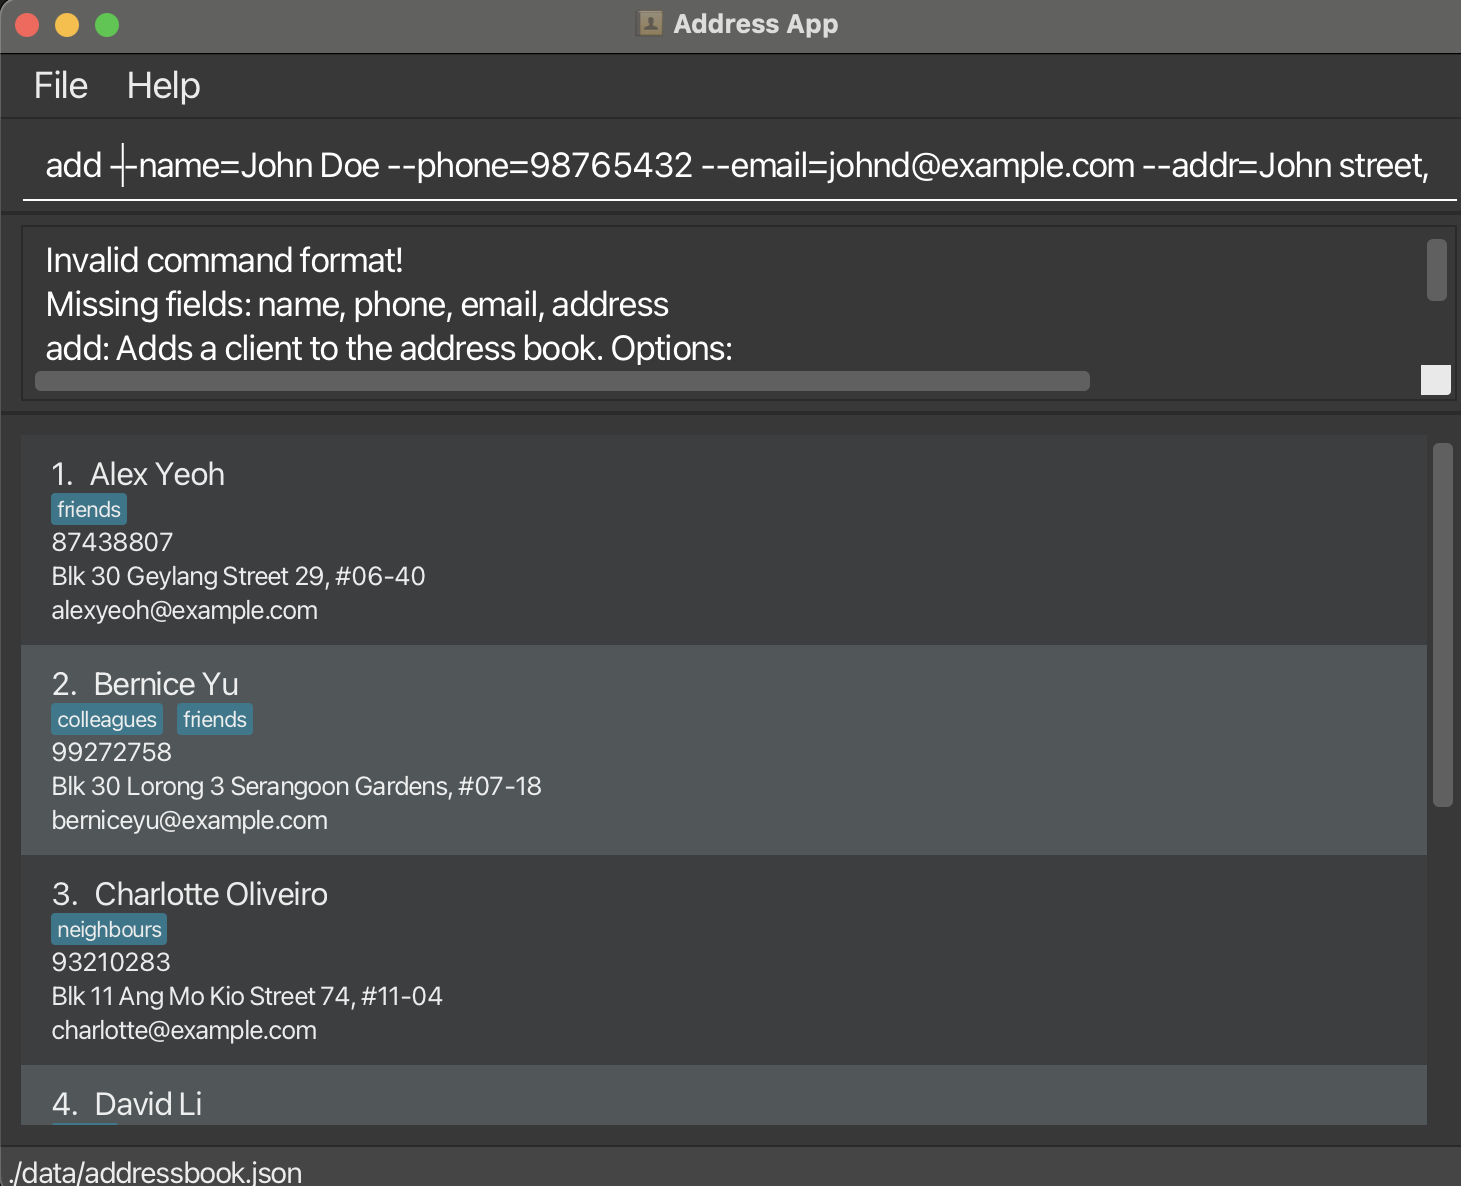 Address App
File Help
add --name=John Doe --phone=98765432 --email=johnd@example.com --addr=John street,
Invalid command format!
Missing fields: name, phone, email, address
add: Adds a client to the address book. Options:
1. Alex Yeoh
friends
87438807
Blk 30 Geylang Street 29, #06-40
alexyeoh@example.com
2. Bernice Yu
colleagues friends
99272758
Blk 30 Lorong 3 Serangoon Gardens, #07-18
berniceyu@example.com
3. Charlotte Oliveiro
neighbours
93210283
Blk 11 Ang Mo Kio Street 74, #11-04
charlotte@example.com
4. David Li
./data/addressbook.json